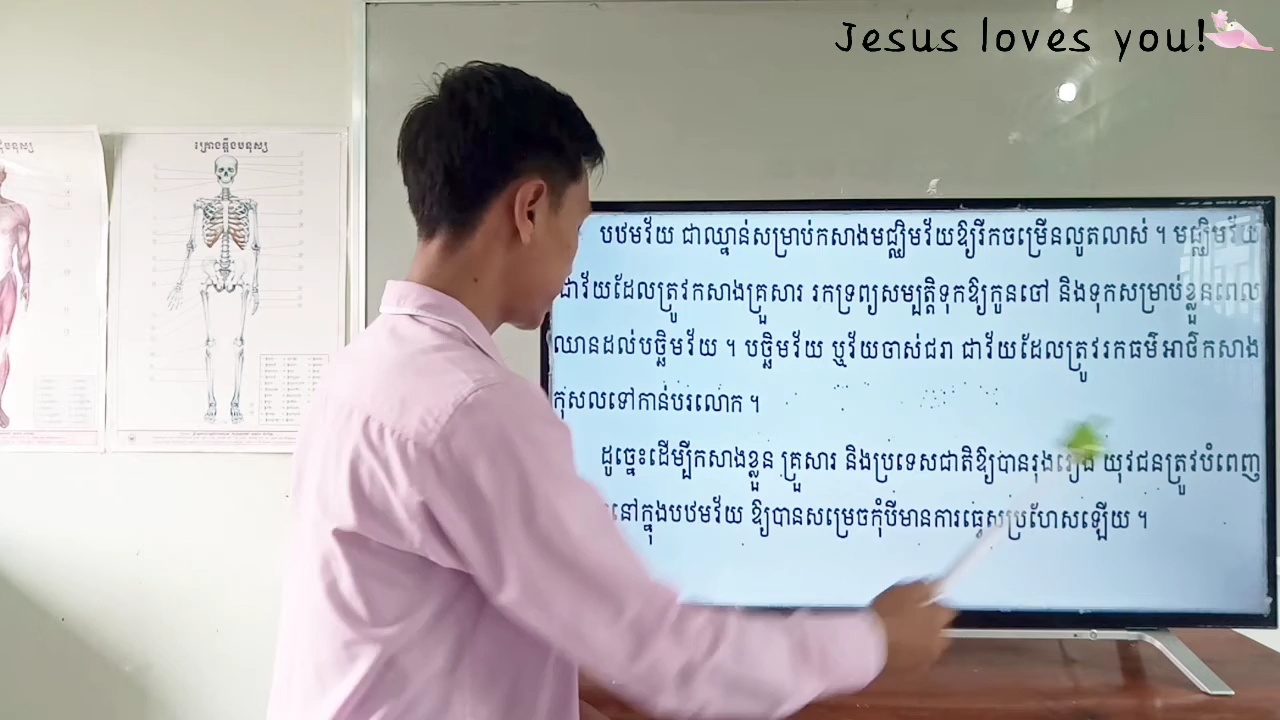 Jesus loves you!
គ្រោងឆ្អឹងមនុស្ស
បឋមវ័យ ជាឈ្នាន់សម្រាប់កសាងមជ្ឈិមវ័យឱ្យរីកចម្រើនលូតលាស់ ។ មជ្ឈិមវ័យ
ជាវ័យដែលត្រូវកសាងគ្រួសារ រកទ្រព្យសម្បត្តិទុកឱ្យកូនចៅ និងទុកសម្រាប់ខ្លួនពេល
ឈានដល់បច្ឆិមវ័យ ។ បច្ឆិមវ័យ ឬវ័យចាស់ជរា ជាវ័យដែលត្រូវរកធម៌អាថ៌កសាង
កុសលទៅកាន់បរលោក ។
ដូច្នេះដើម្បីកសាងខ្លួន គ្រួសារ និងប្រទេសជាតិឱ្យបានរុងរឿង យុវជនត្រូវបំពេញ
នៅក្នុងបឋមវ័យ ឱ្យបានសម្រេចកុំបីមានការធ្វេសប្រហែសឡើយ ។